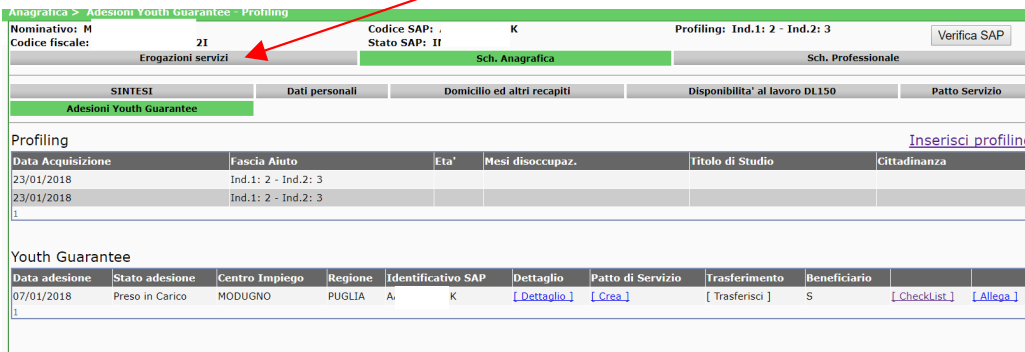 Anagrafica > Adesioni Youth Guarantee - Profiling
Nominativo: M Codice SAP: K Profiling: Ind.1: 2 - Ind.2: 3 Verifica SAP
Codice fiscale: 2I Stato SAP:
Erogazioni servizi Sch. Anagrafica Sch. Professionale
SINTESI Dati personali Domicilio ed altri recapiti Disponibilita' al lavoro DL150 Patto Servizio
Adesioni Youth Guarantee
Profiling Inserisci profiling
Data Acquisizione Fascia Aiuto Eta' Mesi disoccupaz. Titolo di Studio Cittadinanza
23/01/2018 Ind.1: 2 - Ind.2: 3
23/01/2018 Ind.1: 2 - Ind.2: 3
1
Youth Guarantee
Data adesione Stato adesione Centro Impiego Regione Identificativo SAP Dettaglio Patto di Servizio Trasferimento Beneficiario
07/01/2018 Preso in Carico MODUGNO PUGLIA A K [ Dettaglio ] [ Crea ] [ Trasferisci ] S [ CheckList ] [ Allega ]
1